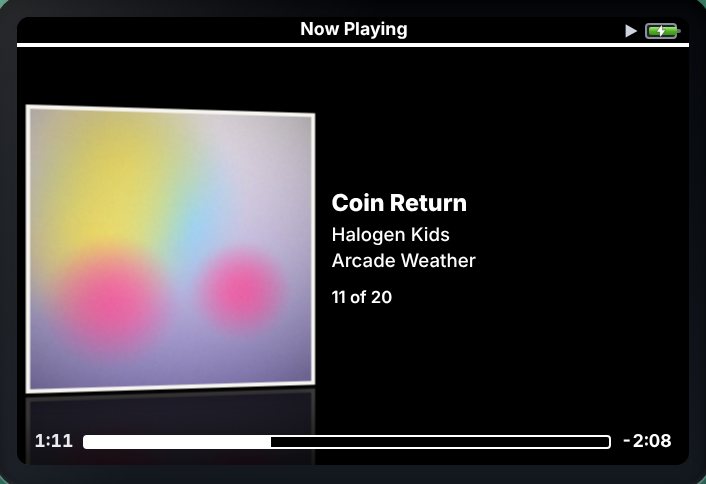 Now Playing
Coin Return
Halogen Kids
Arcade Weather
11 of 20
1:11
-2:08